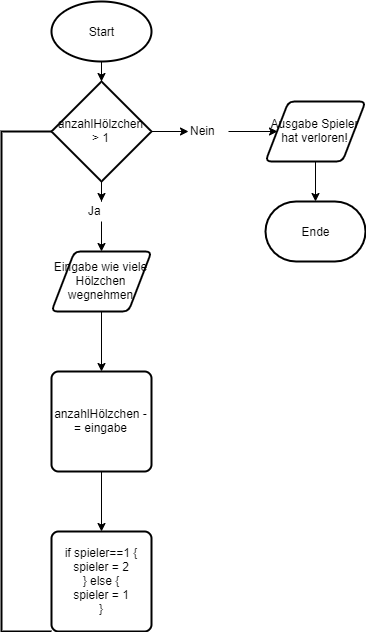 Start
anzahlHölzchen
> 1
Nein
Ausgabe Spieler
hat verloren!
Ja
Ende
Eingabe wie viele
Hölzchen
wegnehmen
anzahlHölzchen -
= eingabe
if spieler==1 {
spieler = 2
} else {
spieler = 1
}